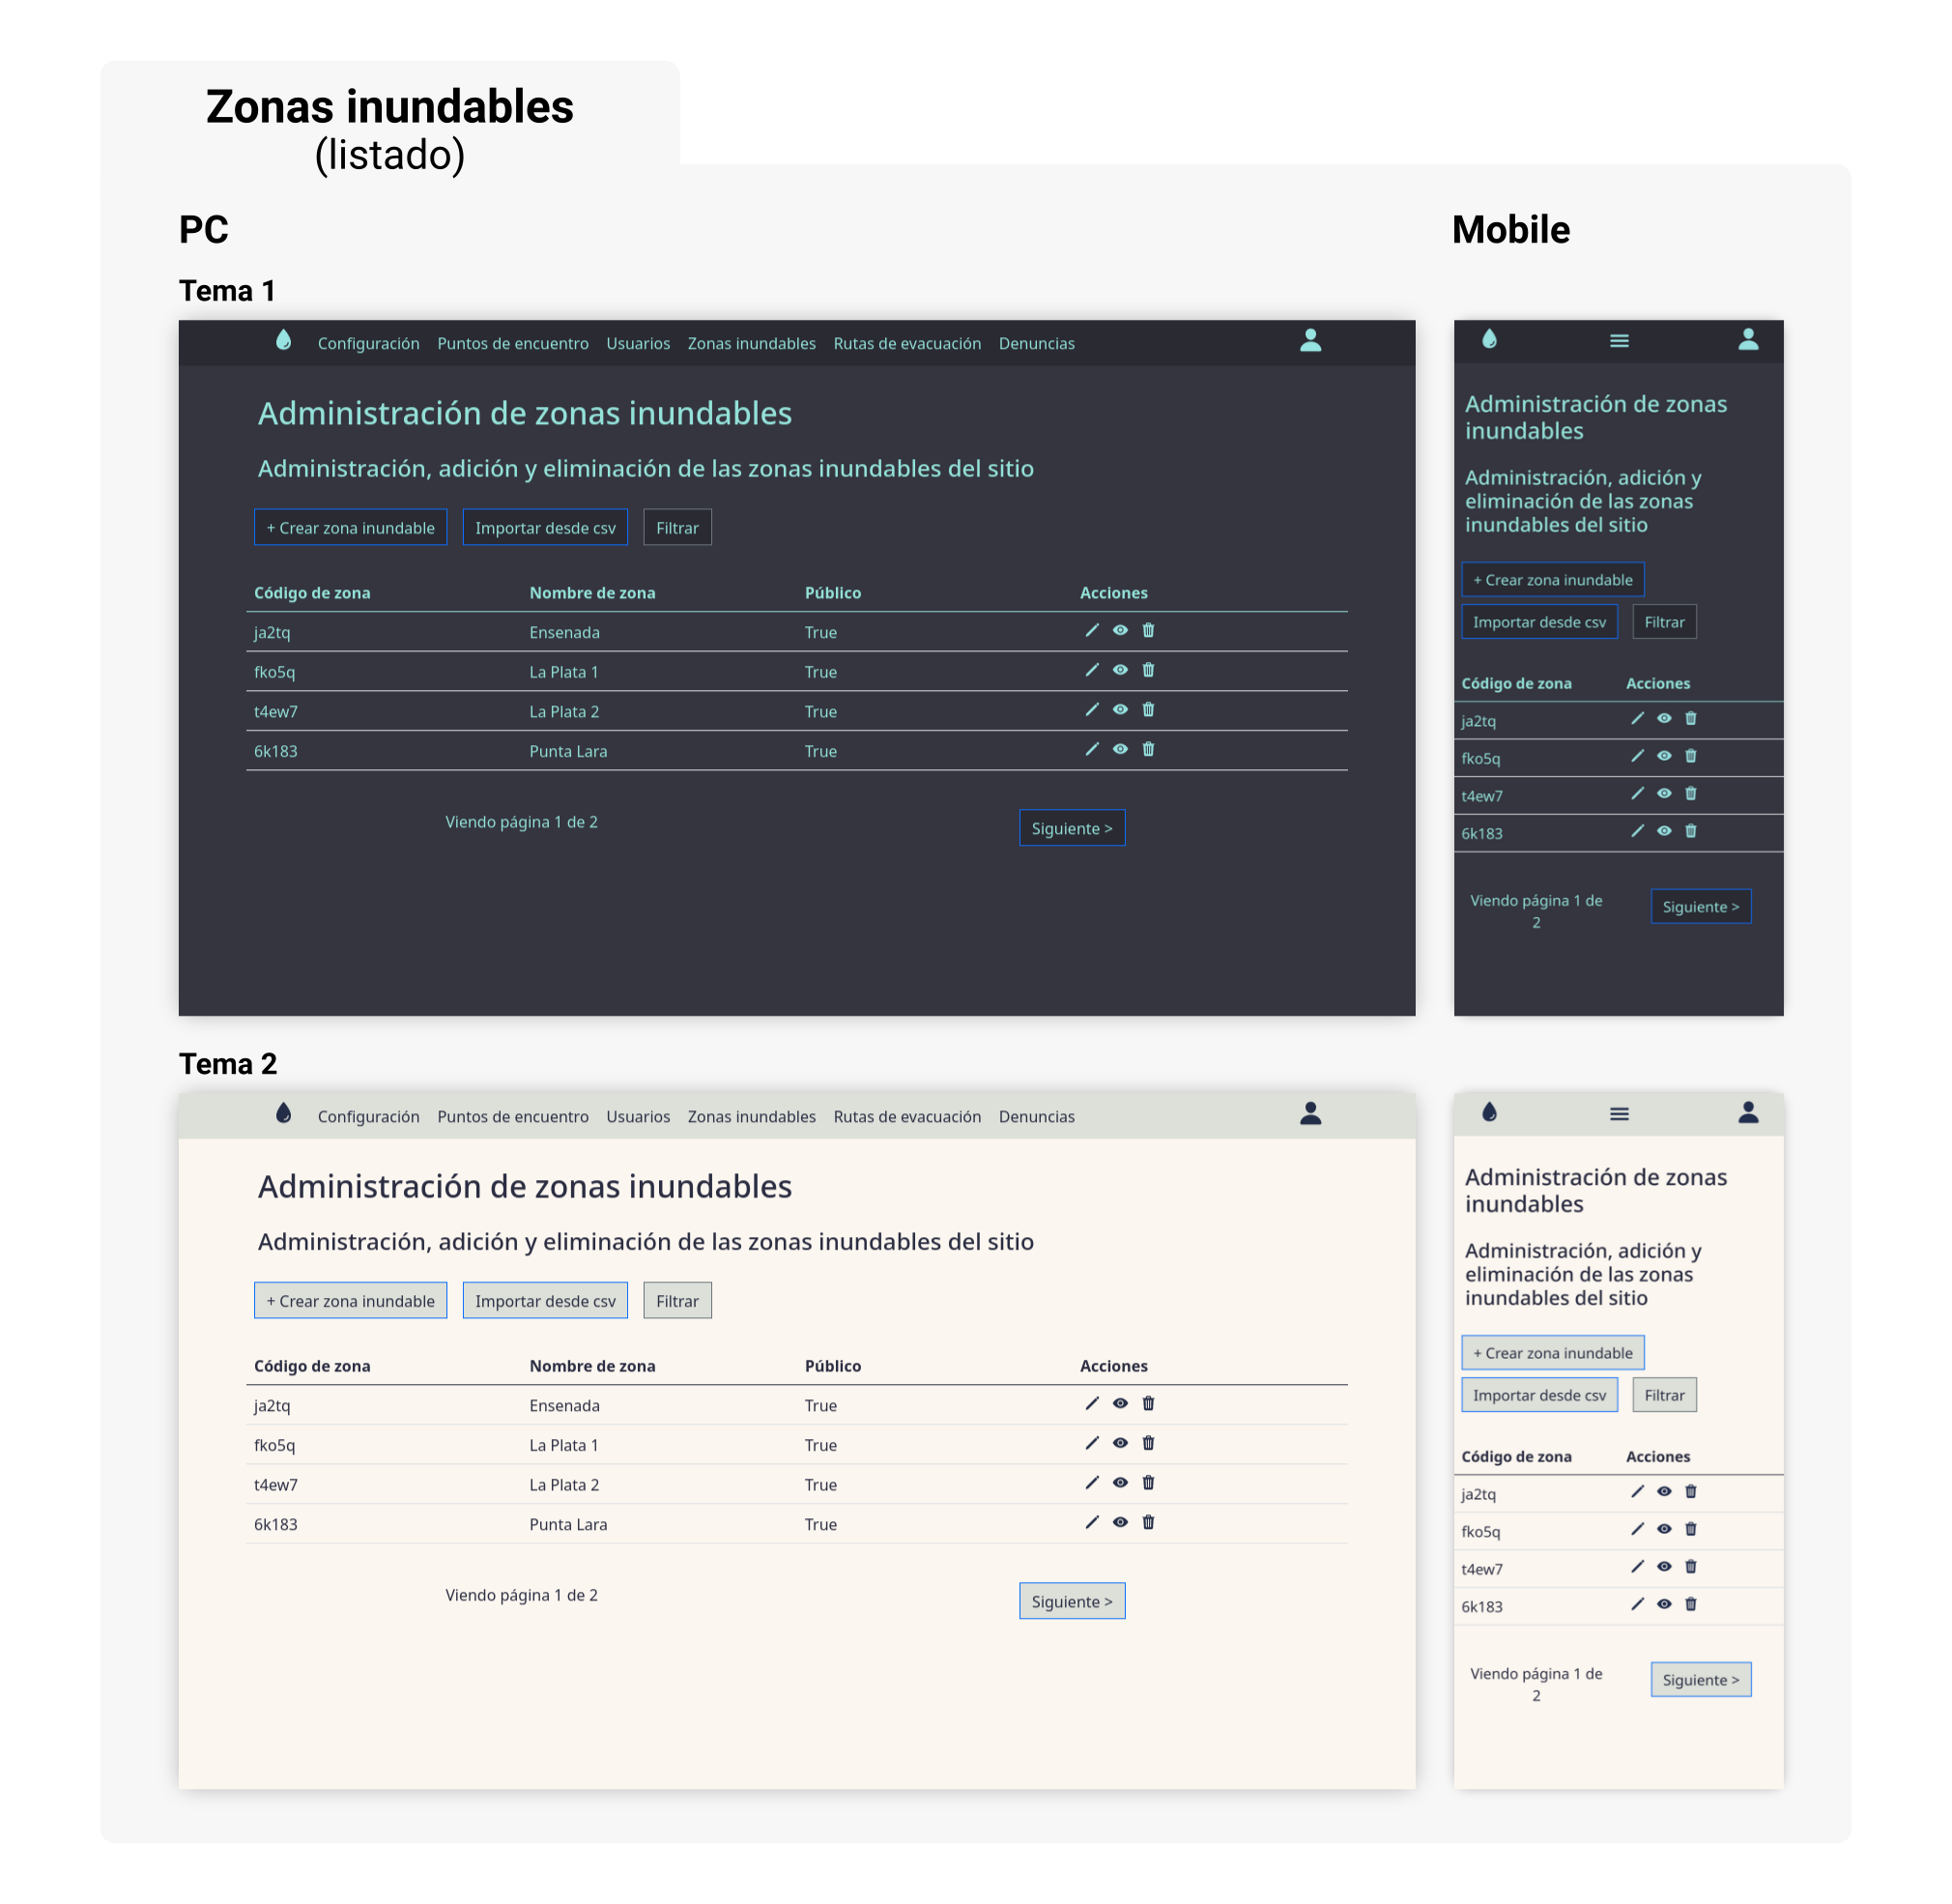 Zonas inundables
(listado)
PC
Mobile
Tema 1
Configuración Puntos de encuentro Usuarios Zonas inundables Rutas de evacuación Denuncias
Administración de zonas inundables
Administración, adición y eliminación de las zonas inundables del sitio
+ Crear zona inundable Importar desde csv Filtrar
Código de zona Nombre de zona Público Acciones
ja2tq Ensenada True
fko5q La Plata 1 True
t4ew7 La Plata 2 True
6k183 Punta Lara True
Viendo página 1 de 2 Siguiente >
Administración de zonas
inundables
Administración, adición y
eliminación de las zonas
inundables del sitio
+ Crear zona inundable
Importar desde csv Filtrar
Código de zona Acciones
ja2tq
fko5q
t4ew7
6k183
Viendo página 1 de
2
Siguiente >
Tema 2
Configuración Puntos de encuentro Usuarios Zonas inundables Rutas de evacuación Denuncias
Administración de zonas inundables
Administración, adición y eliminación de las zonas inundables del sitio
+ Crear zona inundable Importar desde csv Filtrar
Código de zona Nombre de zona Público Acciones
ja2tq Ensenada True
fko5q La Plata 1 True
t4ew7 La Plata 2 True
6k183 Punta Lara True
Viendo página 1 de 2 Siguiente >
Administración de zonas
inundables
Administración, adición y
eliminación de las zonas
inundables del sitio
+ Crear zona inundable
Importar desde csv Filtrar
Código de zona Acciones
ja2tq
fko5q
t4ew7
6k183
Viendo página 1 de
2
Siguiente >